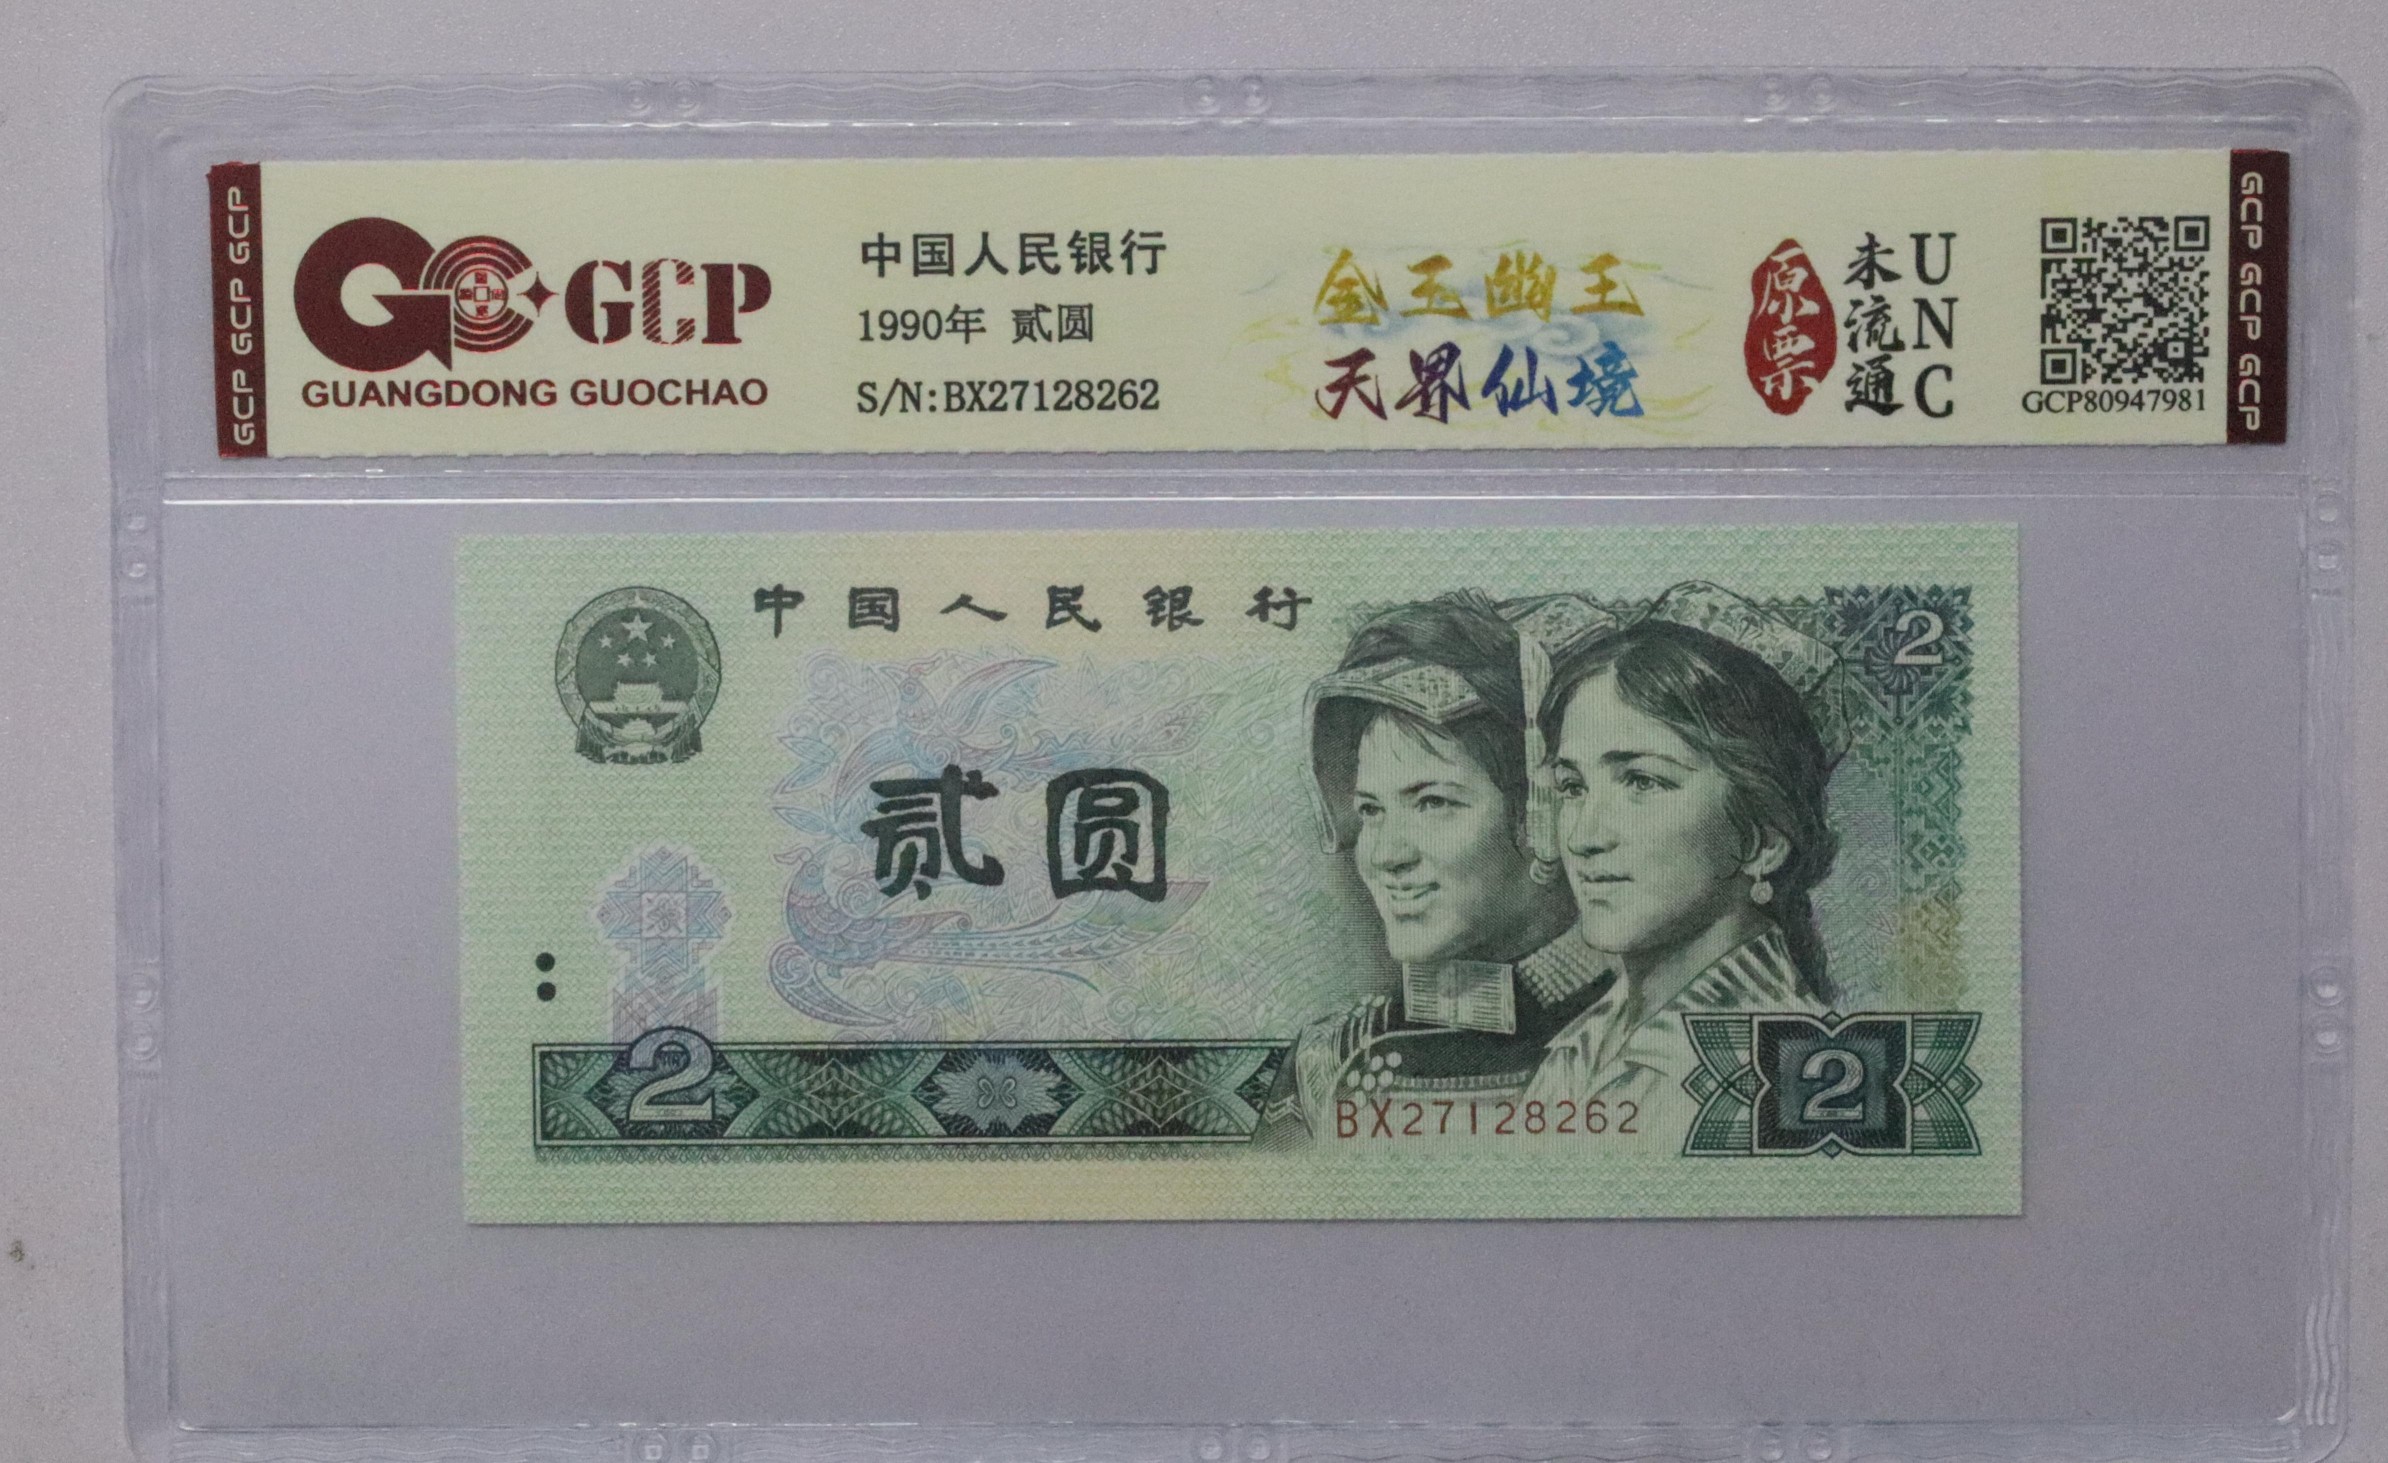 GCP GCP GCP
GCP
GUANGDONG GUOCHAO
中国人民银行
1990年 贰圆
S/N:BX27128262
金玉幽王
天界仙境
原票
未流通
UNC
GCP80947981
GCP GCP GCP
中国人民银行
2
贰圆
2
BX27128262
2